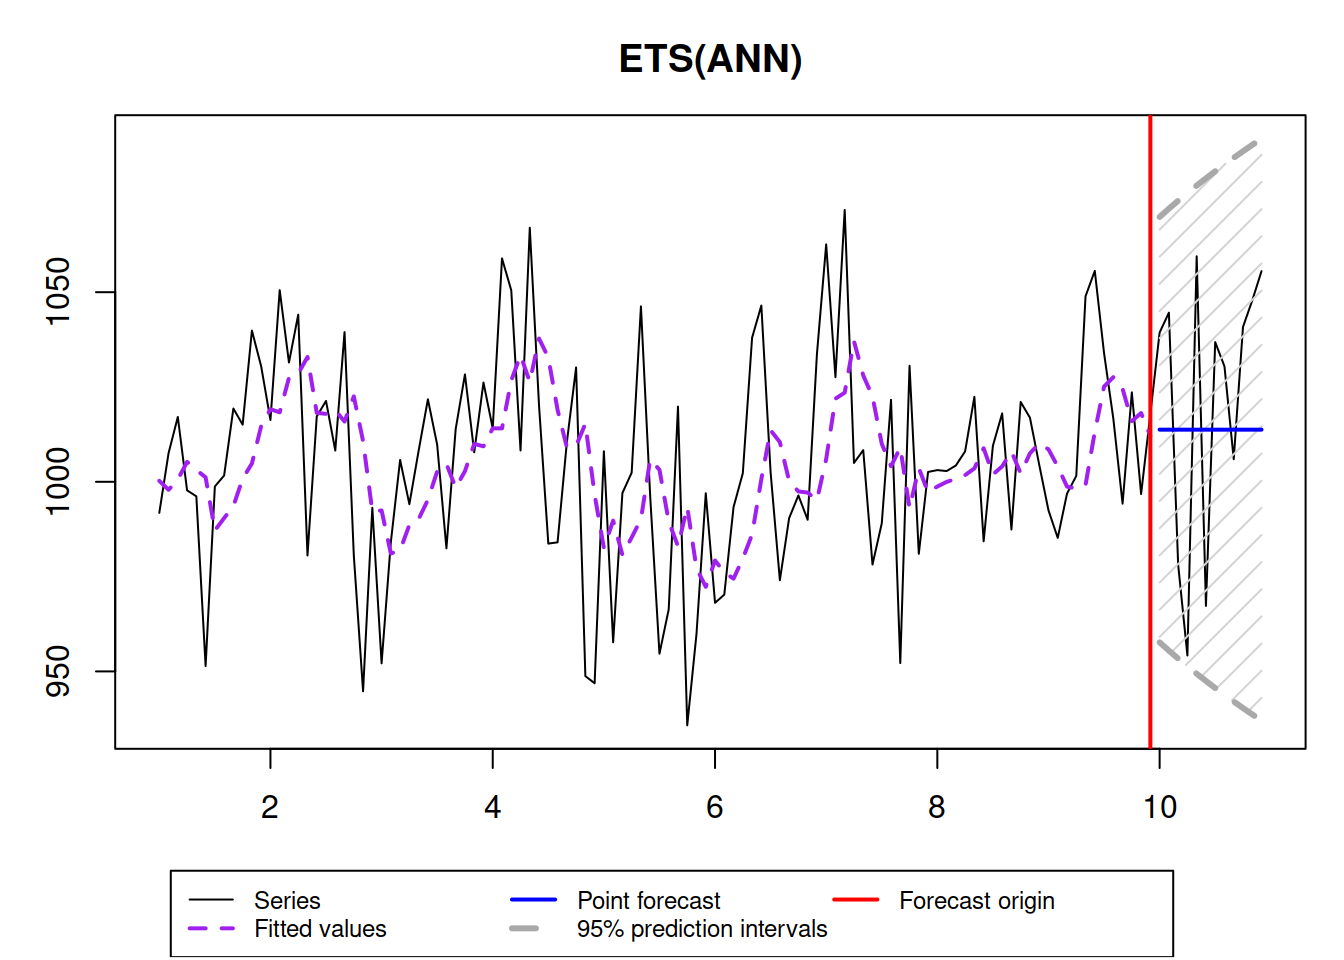 ETS(ANN)
1050
1000
950
2 4 6 8 10
Series Point forecast Forecast origin
Fitted values 95% prediction intervals